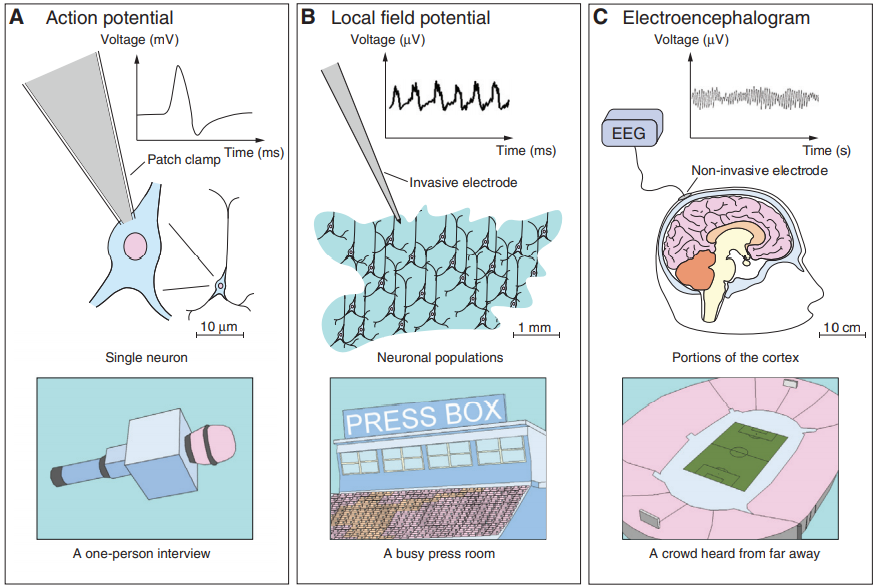 A Action potential
Voltage (mV)
Time (ms)
Patch clamp
10 μm
Single neuron
A one-person interview
B Local field potential
Voltage (μV)
Time (ms)
Invasive electrode
1 mm
Neuronal populations
PRESS BOX
A busy press room
C Electroencephalogram
Voltage (μV)
EEG
Time (s)
Non-invasive electrode
10 cm
Portions of the cortex
A crowd heard from far away